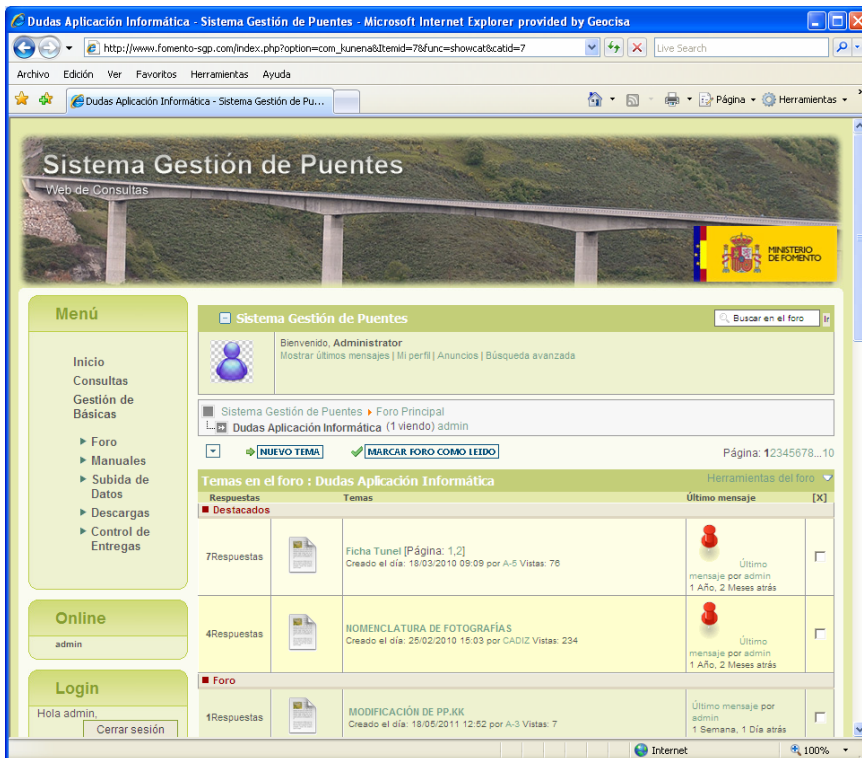 Dudas Aplicación Informática - Sistema Gestión de Puentes - Microsoft Internet Explorer provided by Geocisa
http://www.fomento-sgp.com/index.php?option=com_kunena&Itemid=7&func=showcat&catid=7
Live Search
Archivo Edición Ver Favoritos Herramientas Ayuda
Dudas Aplicación Informática - Sistema Gestión de Pu...
Página Herramientas
Sistema Gestión de Puentes
Web de Consultas
MINISTERIO
DE FOMENTO
Menú
Inicio
Consultas
Gestión de
Básicas
Foro
Manuales
Subida de
Datos
Descargas
Control de
Entregas
Online
admin
Login
Hola admin,
Cerrar sesión
Sistema Gestión de Puentes
Buscar en el foro Ir
Bienvenido, Administrator
Mostrar últimos mensajes | Mi perfil | Anuncios | Búsqueda avanzada
Sistema Gestión de Puentes Foro Principal
Dudas Aplicación Informática (1 viendo) admin
NUEVO TEMA MARCAR FORO COMO LEIDO Página: 12345678...10
Temas en el foro : Dudas Aplicación Informática Herramientas del foro
Respuestas Temas Último mensaje [X]
Destacados
7Respuestas
Ficha Tunel [Página: 1,2]
Creado el día: 18/03/2010 09:09 por A-5 Vistas: 76
Último
mensaje por admin
1 Año, 2 Meses atrás
4Respuestas
NOMENCLATURA DE FOTOGRAFÍAS
Creado el día: 25/02/2010 15:03 por CADIZ Vistas: 234
Último
mensaje por admin
1 Año, 2 Meses atrás
Foro
1Respuestas
MODIFICACIÓN DE PP.KK
Creado el día: 18/05/2011 12:52 por A-3 Vistas: 7
Último mensaje por
admin
1 Semana, 1 Día atrás
Internet 100%